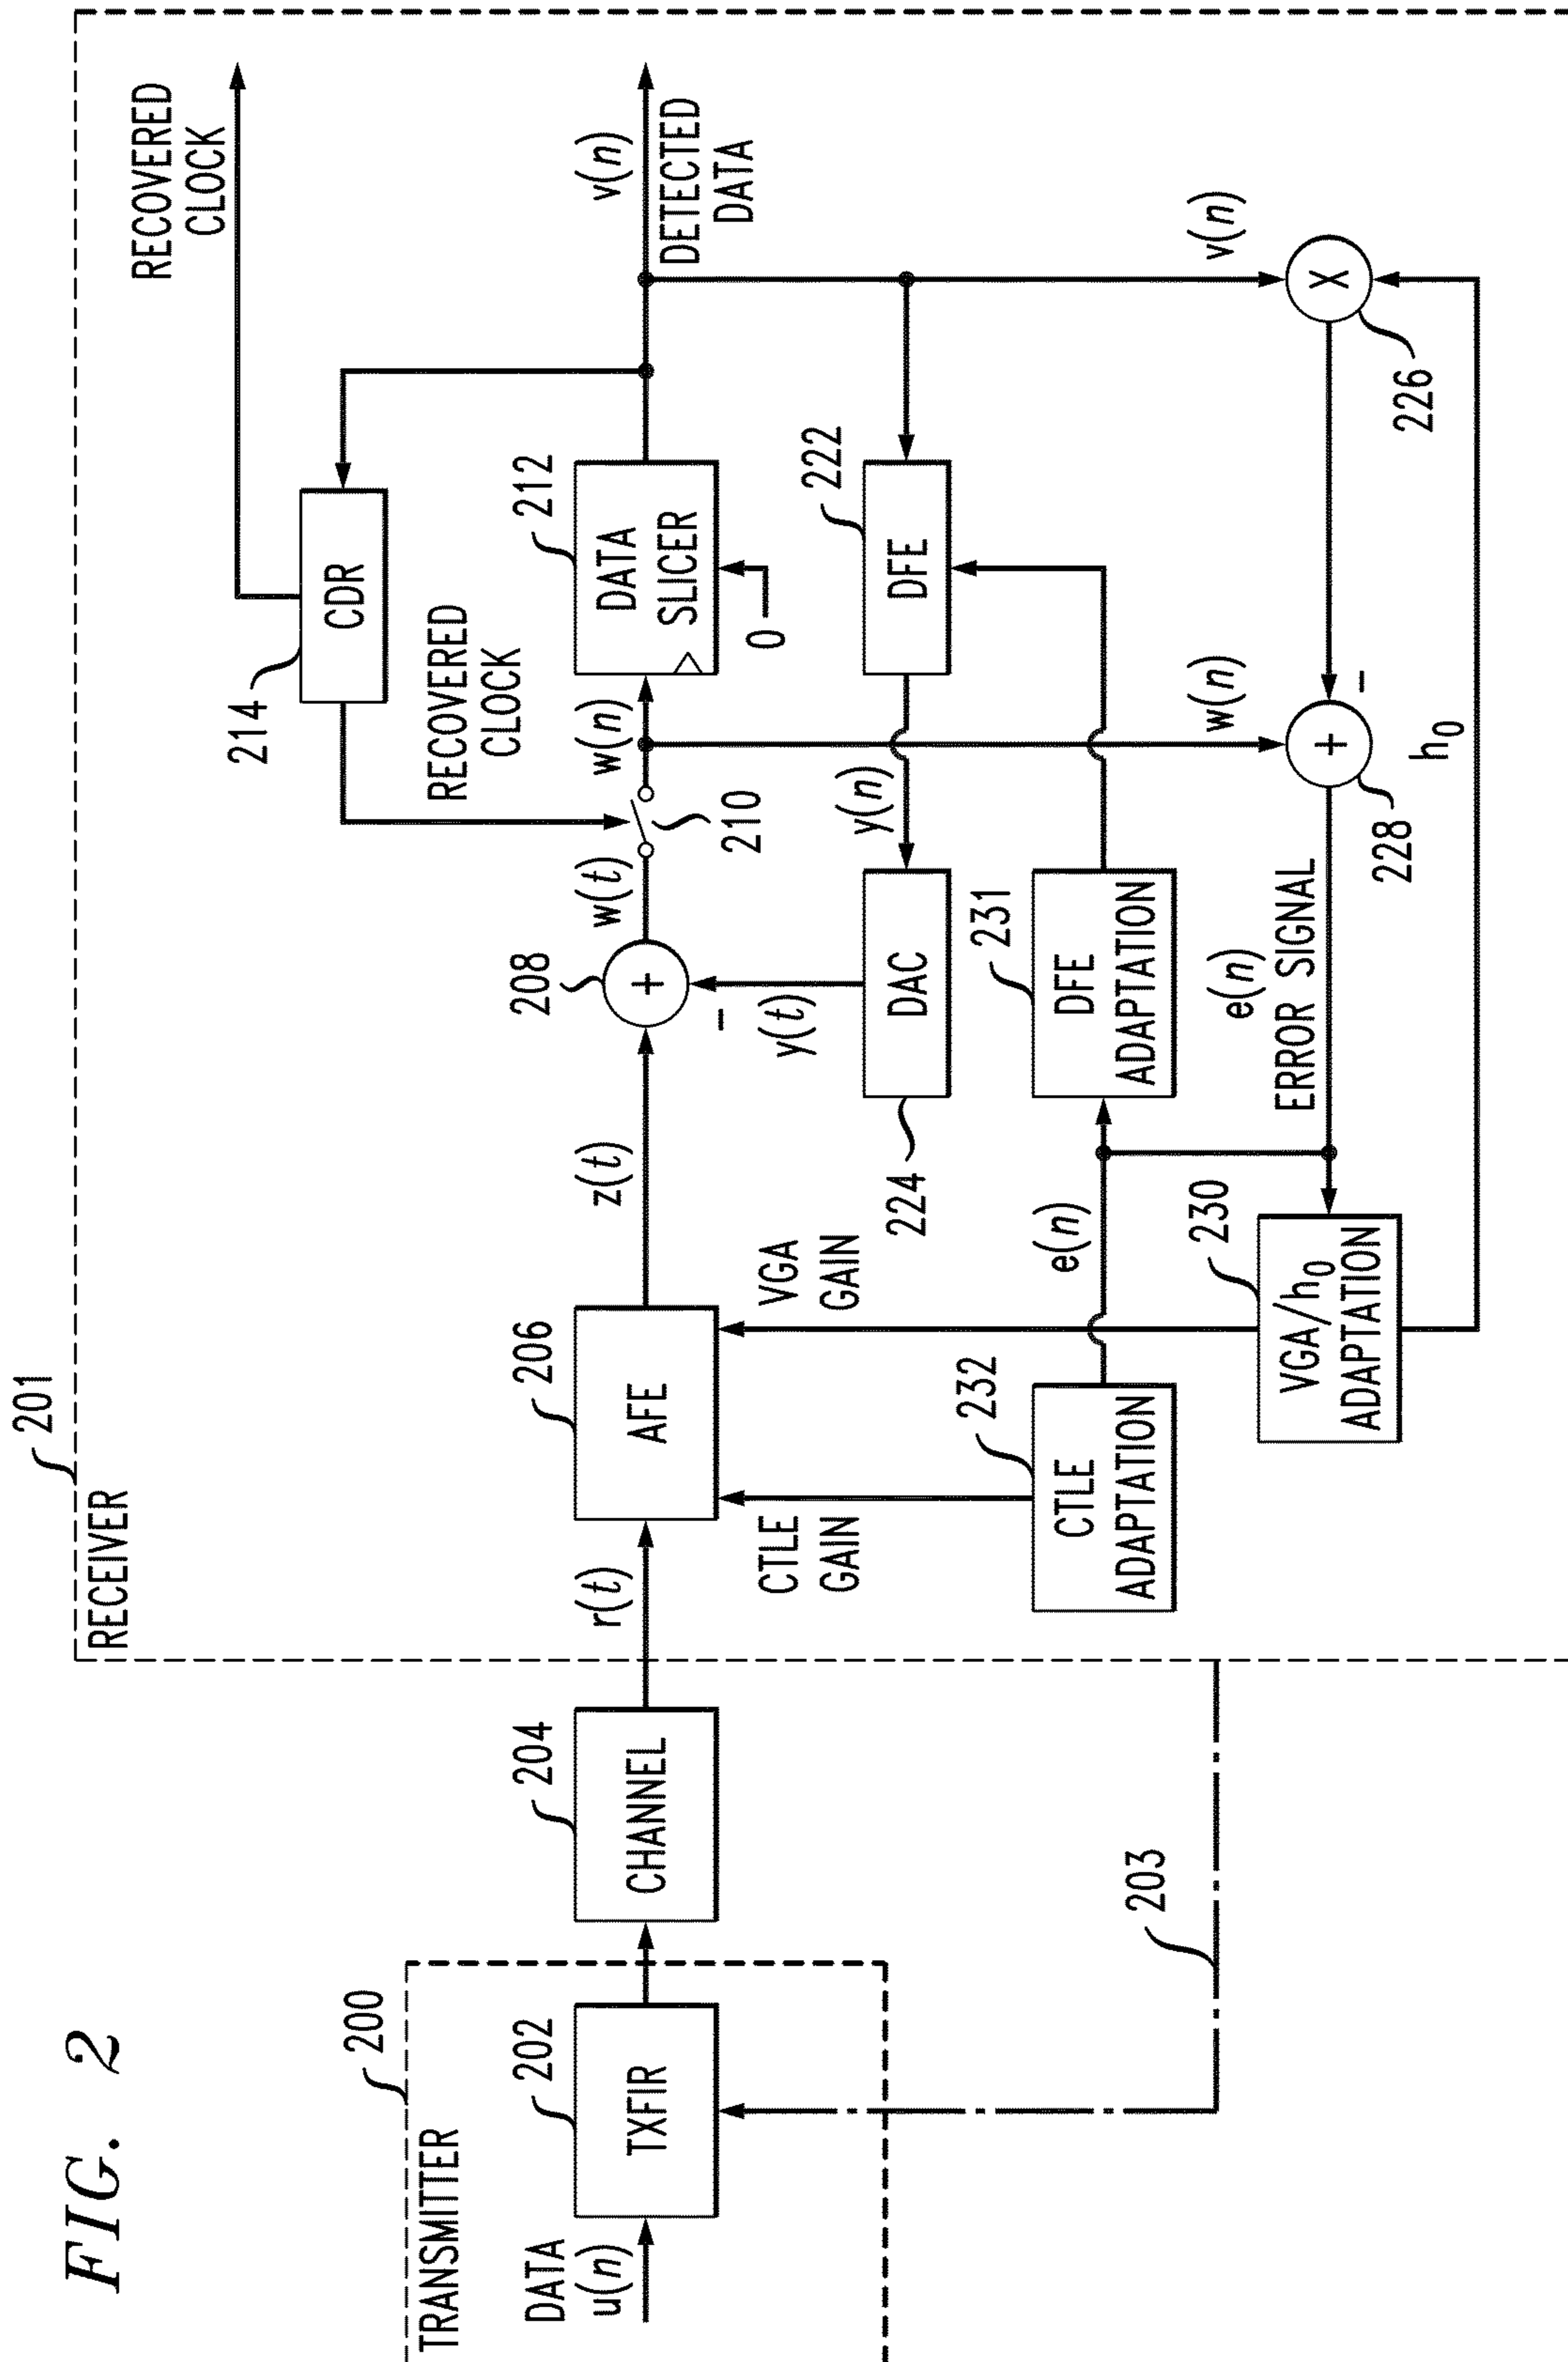 FIG. 2
TRANSMITTER
200
DATA
u(n)
202
TXFIR
204
CHANNEL
203
201
RECEIVER
r(t)
206
AFE
CTLE
GAIN
VGA
GAIN
232
CTLE
ADAPTATION
230
VGA/h0
ADAPTATION
z(t)
e(n)
208
+
−
y(t)
224
DAC
231
DFE
ADAPTATION
e(n)
ERROR SIGNAL
w(t)
210
214
CDR
RECOVERED
CLOCK
w(n)
y(n)
212
DATA
SLICER
0
222
DFE
w(n)
+
−
228
h0
RECOVERED
CLOCK
v(n)
DETECTED
DATA
v(n)
X
226